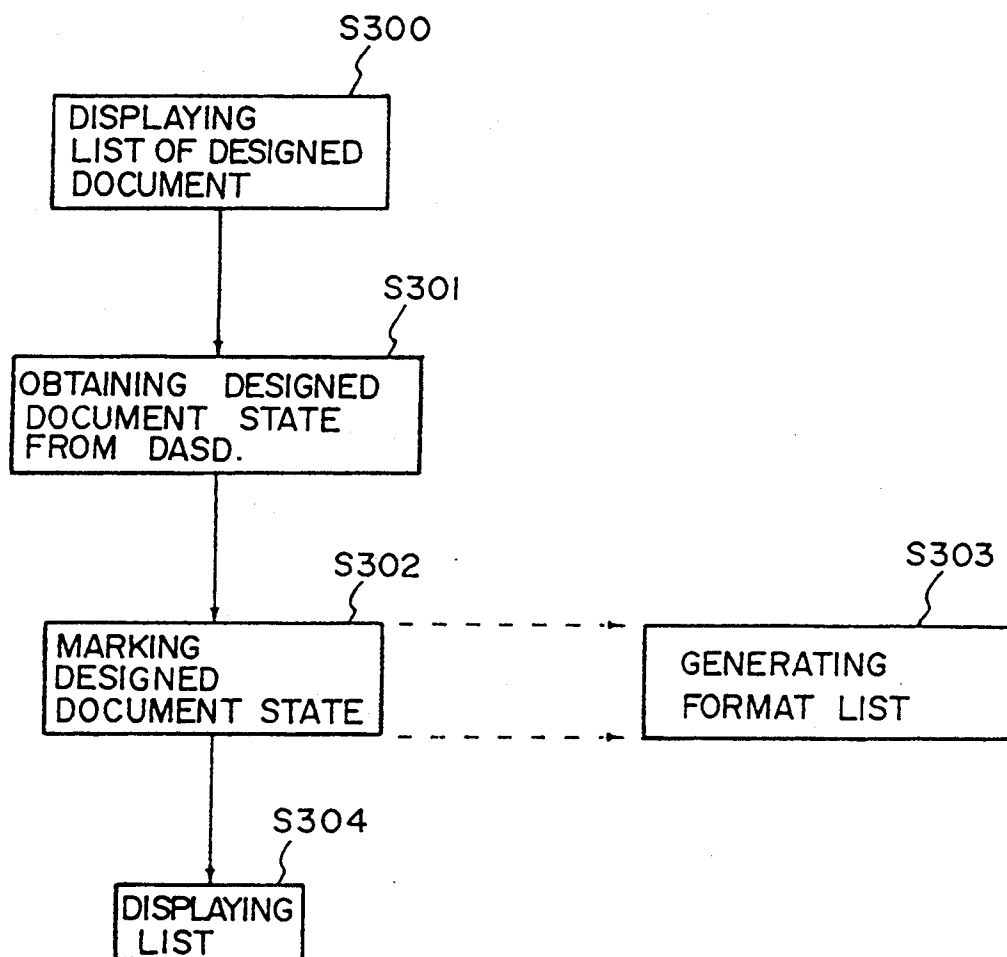 S300
DISPLAYING
LIST OF DESIGNED
DOCUMENT
S301
OBTAINING DESIGNED
DOCUMENT STATE
FROM DASD.
S302
MARKING
DESIGNED
DOCUMENT STATE
S303
GENERATING
FORMAT LIST
S304
DISPLAYING
LIST